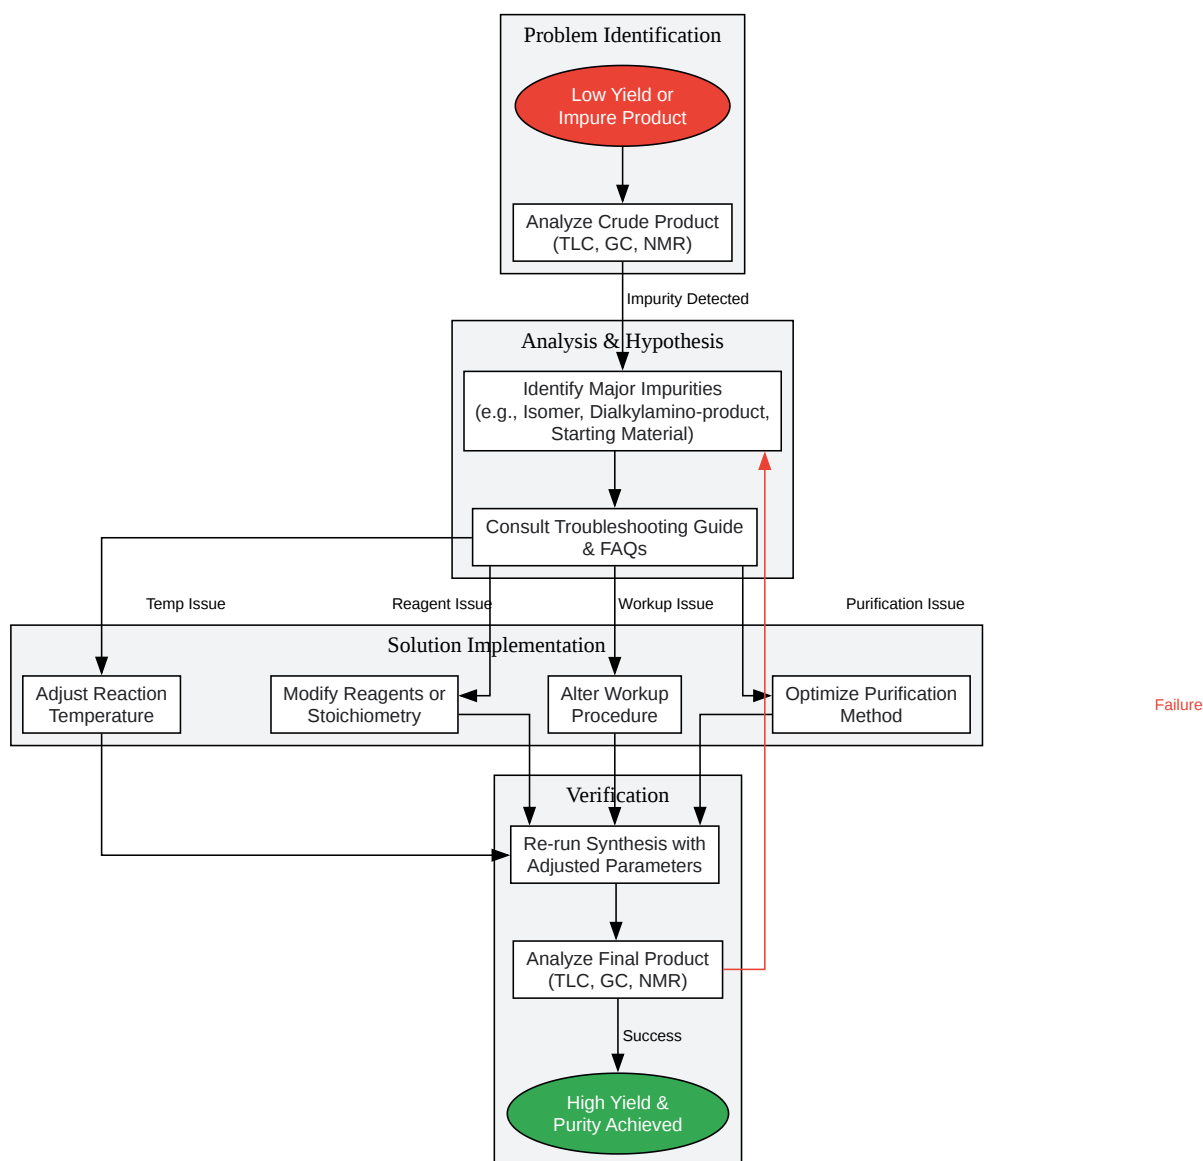 Problem Identification
Low Yield or
Impure Product
Analyze Crude Product
(TLC, GC, NMR)
Impurity Detected
Analysis & Hypothesis
Identify Major Impurities
(e.g., Isomer, Dialkylamino-product,
Starting Material)
Consult Troubleshooting Guide
& FAQs
Temp Issue
Reagent Issue
Workup Issue
Purification Issue
Solution Implementation
Adjust Reaction
Temperature
Modify Reagents or
Stoichiometry
Alter Workup
Procedure
Optimize Purification
Method
Failure
Verification
Re-run Synthesis with
Adjusted Parameters
Analyze Final Product
(TLC, GC, NMR)
Success
High Yield &
Purity Achieved